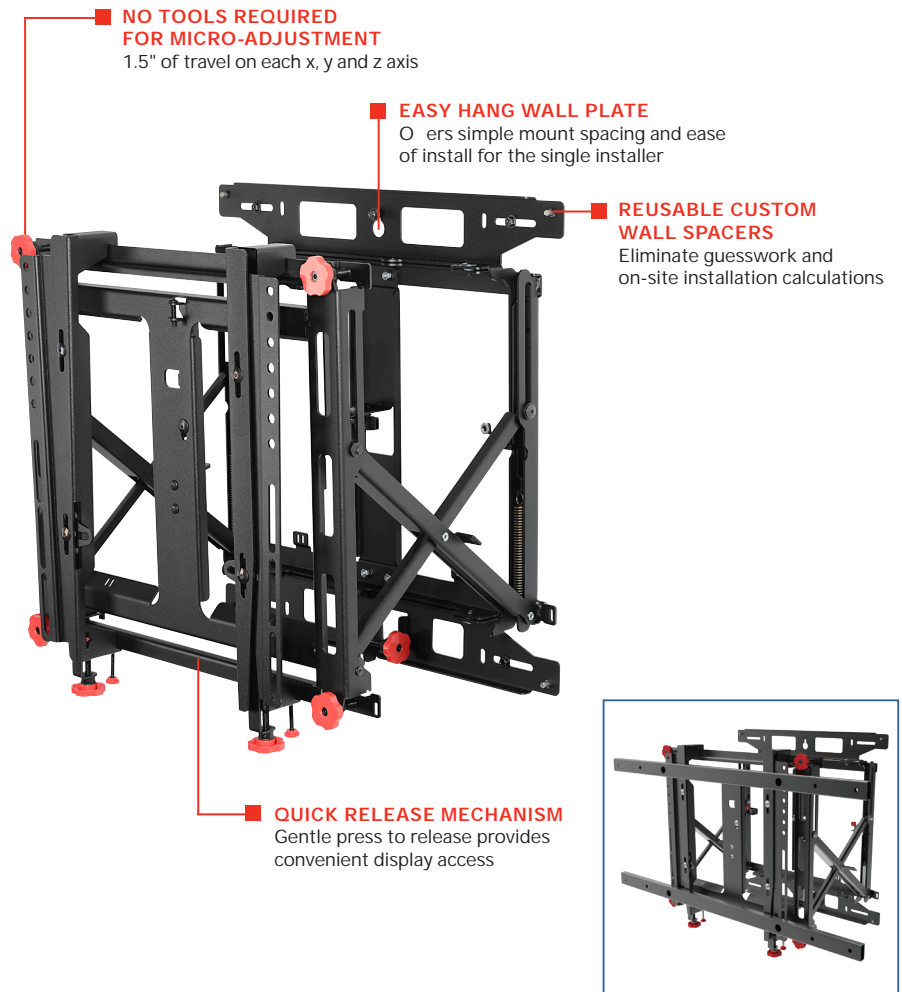 NO TOOLS REQUIRED
FOR MICRO-ADJUSTMENT
1.5" of travel on each x, y and z axis
EASY HANG WALL PLATE
O ers simple mount spacing and ease
of install for the single installer
REUSABLE CUSTOM
WALL SPACERS
Eliminate guesswork and
on-site installation calculations
QUICK RELEASE MECHANISM
Gentle press to release provides
convenient display access